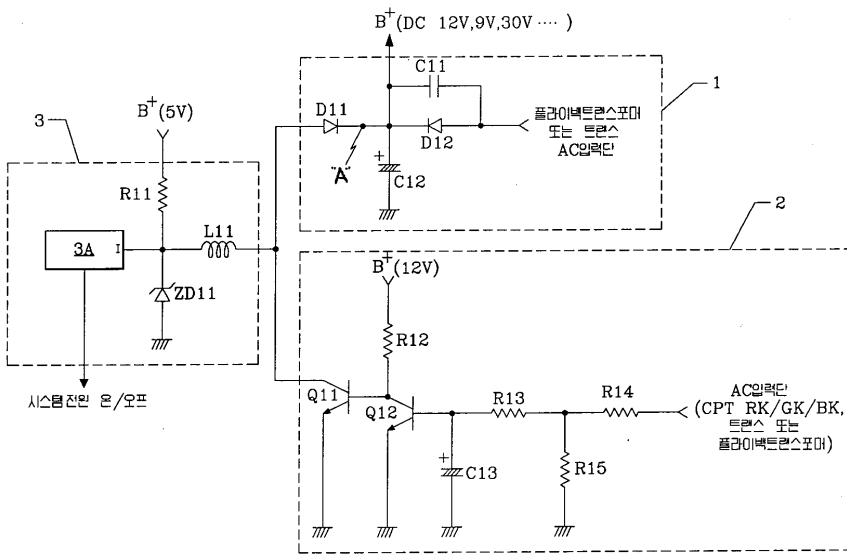 B⁺(DC 12V,9V,30V ····)
C11
1
B⁺(5V)
D11
플라이백트랜스포머
또는 트랜스
AC입력단
3
D12
"A"
+
C12
R11
2
L11
3A
I
B⁺(12V)
ZD11
R12
AC입력단
시스템전원 온/오프
R13
R14
(CPT RK/GK/BK,
트랜스 또는
플라이백트랜스포머)
Q11
Q12
+
C13
R15